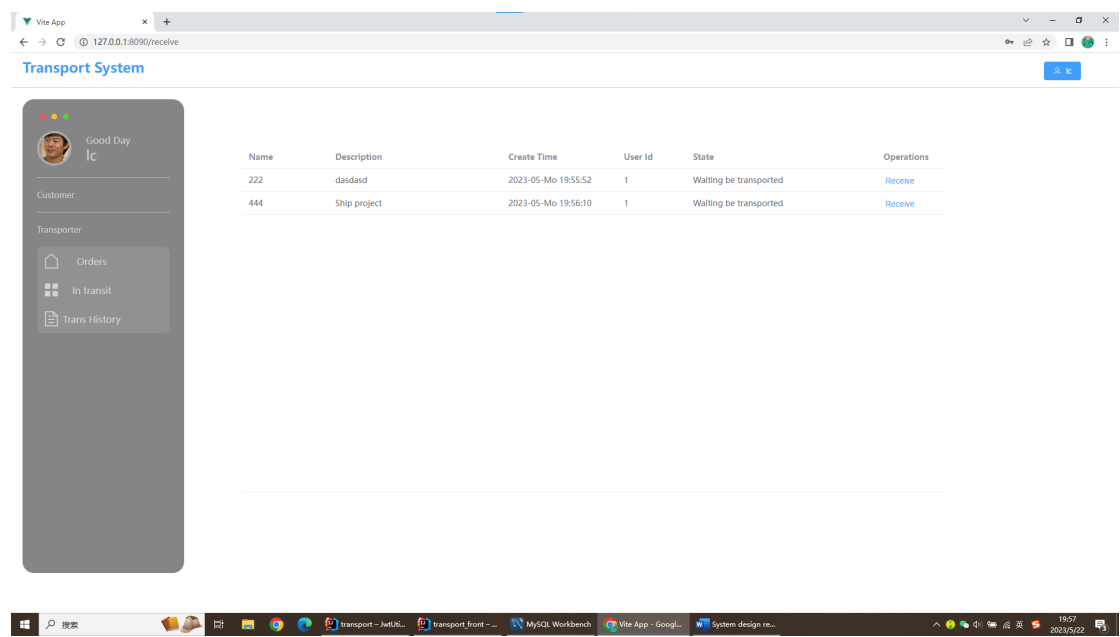 Vite App
127.0.0.1:8090/receive
Transport System
lc
Good Day
lc
Customer
Transporter
Orders
In transit
Trans History
Name Description Create Time User Id State Operations
222 dasdasd 2023-05-Mo 19:55:52 1 Waiting be transported Receive
444 Ship project 2023-05-Mo 19:56:10 1 Waiting be transported Receive
搜索
transport – JwtUti...
transport_front – ...
MySQL Workbench
Vite App - Googl...
System design re...
英
19:57
2023/5/22